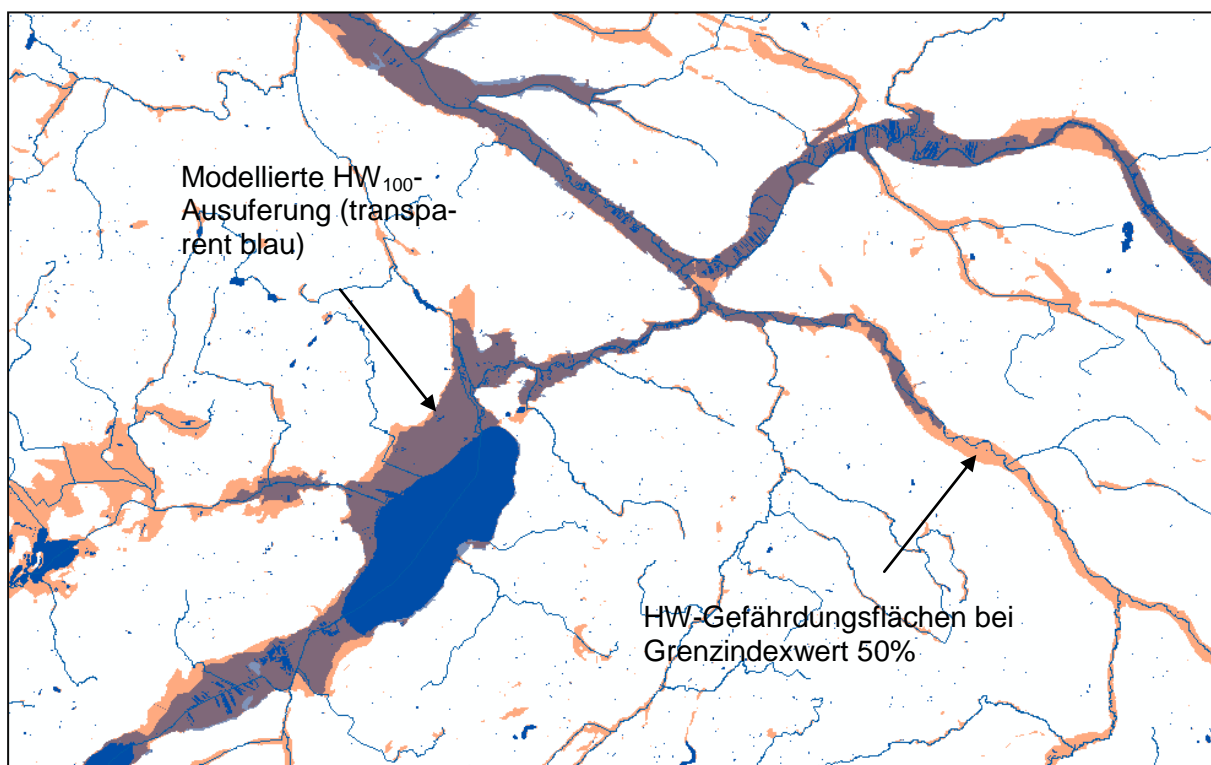 Modellierte HW₁₀₀-
Ausuferung (transpa-
rent blau)
HW-Gefährdungsflächen bei
Grenzindexwert 50%